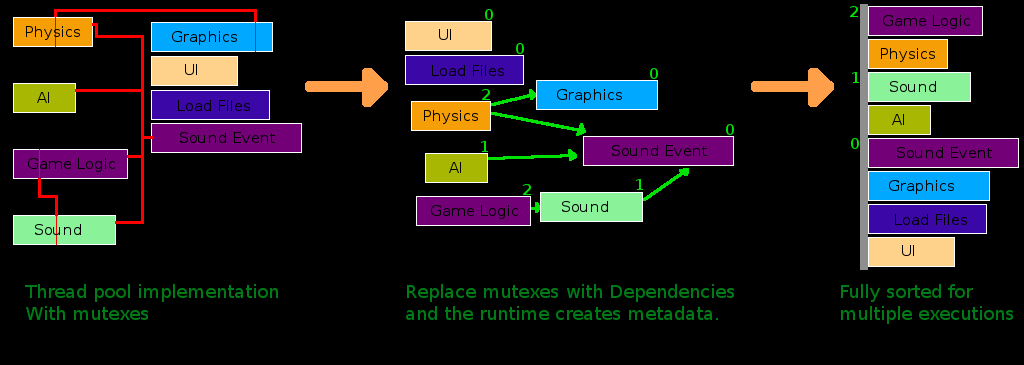 Physics
Graphics
UI
AI
Load Files
Sound Event
Game Logic
Sound
Thread pool implementation
With mutexes
0
UI
0
Load Files
0
Graphics
2
Physics
0
Sound Event
1
AI
2
Game Logic
1
Sound
Replace mutexes with Dependencies
and the runtime creates metadata.
2
Game Logic
Physics
1
Sound
AI
0
Sound Event
Graphics
Load Files
UI
Fully sorted for
multiple executions